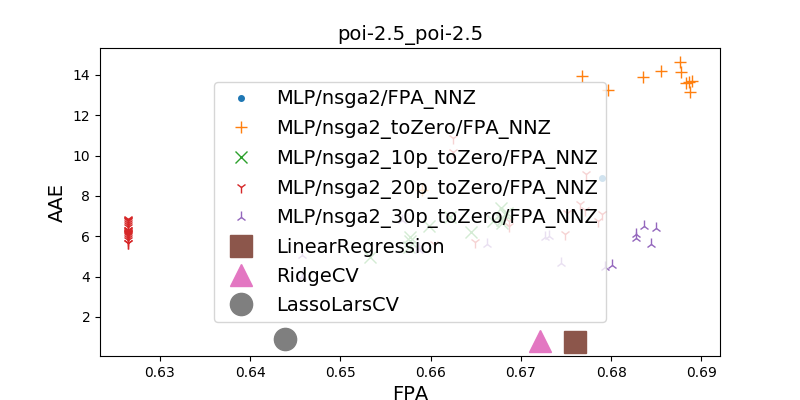 poi-2.5_poi-2.5
AAE
14
12
10
8
6
4
2
MLP/nsga2/FPA_NNZ
MLP/nsga2_toZero/FPA_NNZ
MLP/nsga2_10p_toZero/FPA_NNZ
MLP/nsga2_20p_toZero/FPA_NNZ
MLP/nsga2_30p_toZero/FPA_NNZ
LinearRegression
RidgeCV
LassoLarsCV
0.63 0.64 0.65 0.66 0.67 0.68 0.69
FPA